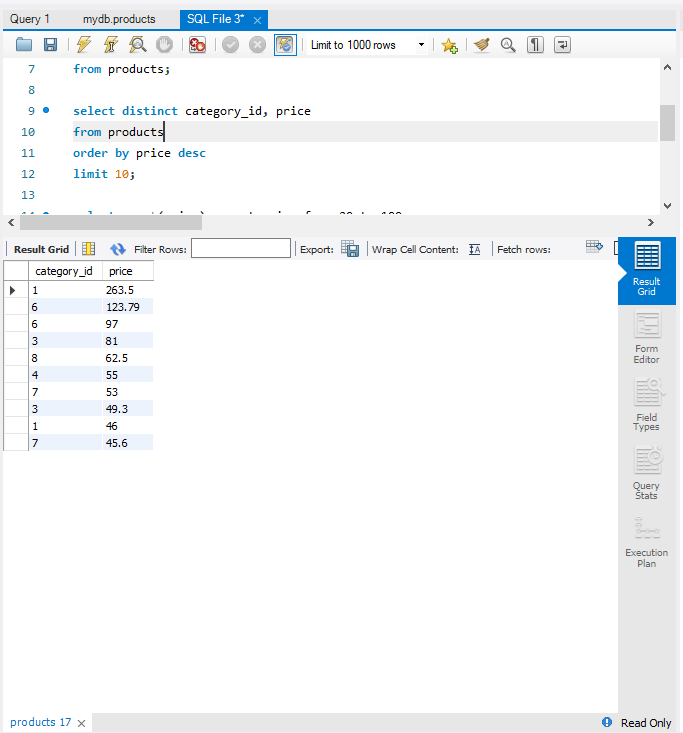 Query 1 mydb.products SQL File 3*
Limit to 1000 rows
7 from products;
8
9 select distinct category_id, price
10 from products
11 order by price desc
12 limit 10;
13
Result Grid Filter Rows: Export: Wrap Cell Content: Fetch rows:
category_id price
1 263.5
6 123.79
6 97
3 81
8 62.5
4 55
7 53
3 49.3
1 46
7 45.6
Result
Grid
Form
Editor
Field
Types
Query
Stats
Execution
Plan
products 17 Read Only